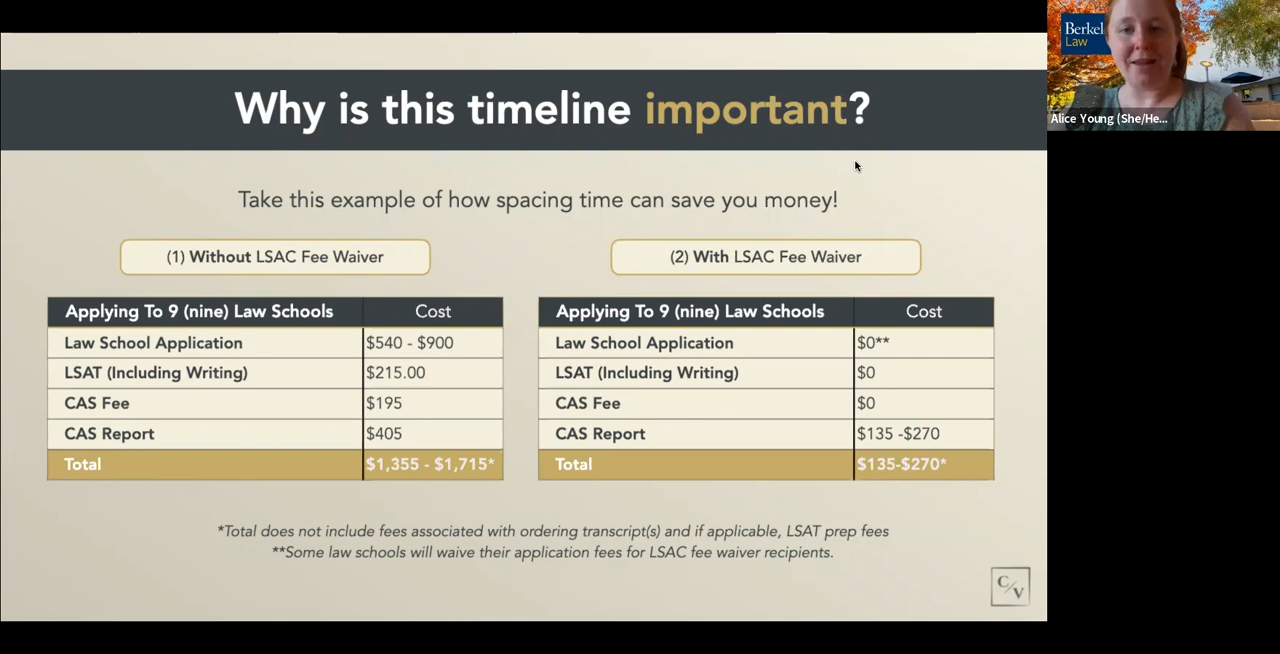 Why is this timeline important?
Take this example of how spacing time can save you money!
(1) Without LSAC Fee Waiver
Applying To 9 (nine) Law Schools Cost
Law School Application $540 - $900
LSAT (Including Writing) $215.00
CAS Fee $195
CAS Report $405
Total $1,355 - $1,715*
(2) With LSAC Fee Waiver
Applying To 9 (nine) Law Schools Cost
Law School Application $0**
LSAT (Including Writing) $0
CAS Fee $0
CAS Report $135 -$270
Total $135-$270*
*Total does not include fees associated with ordering transcript(s) and if applicable, LSAT prep fees
**Some law schools will waive their application fees for LSAC fee waiver recipients.
C/V
Berkel
Law
Alice Young (She/He...